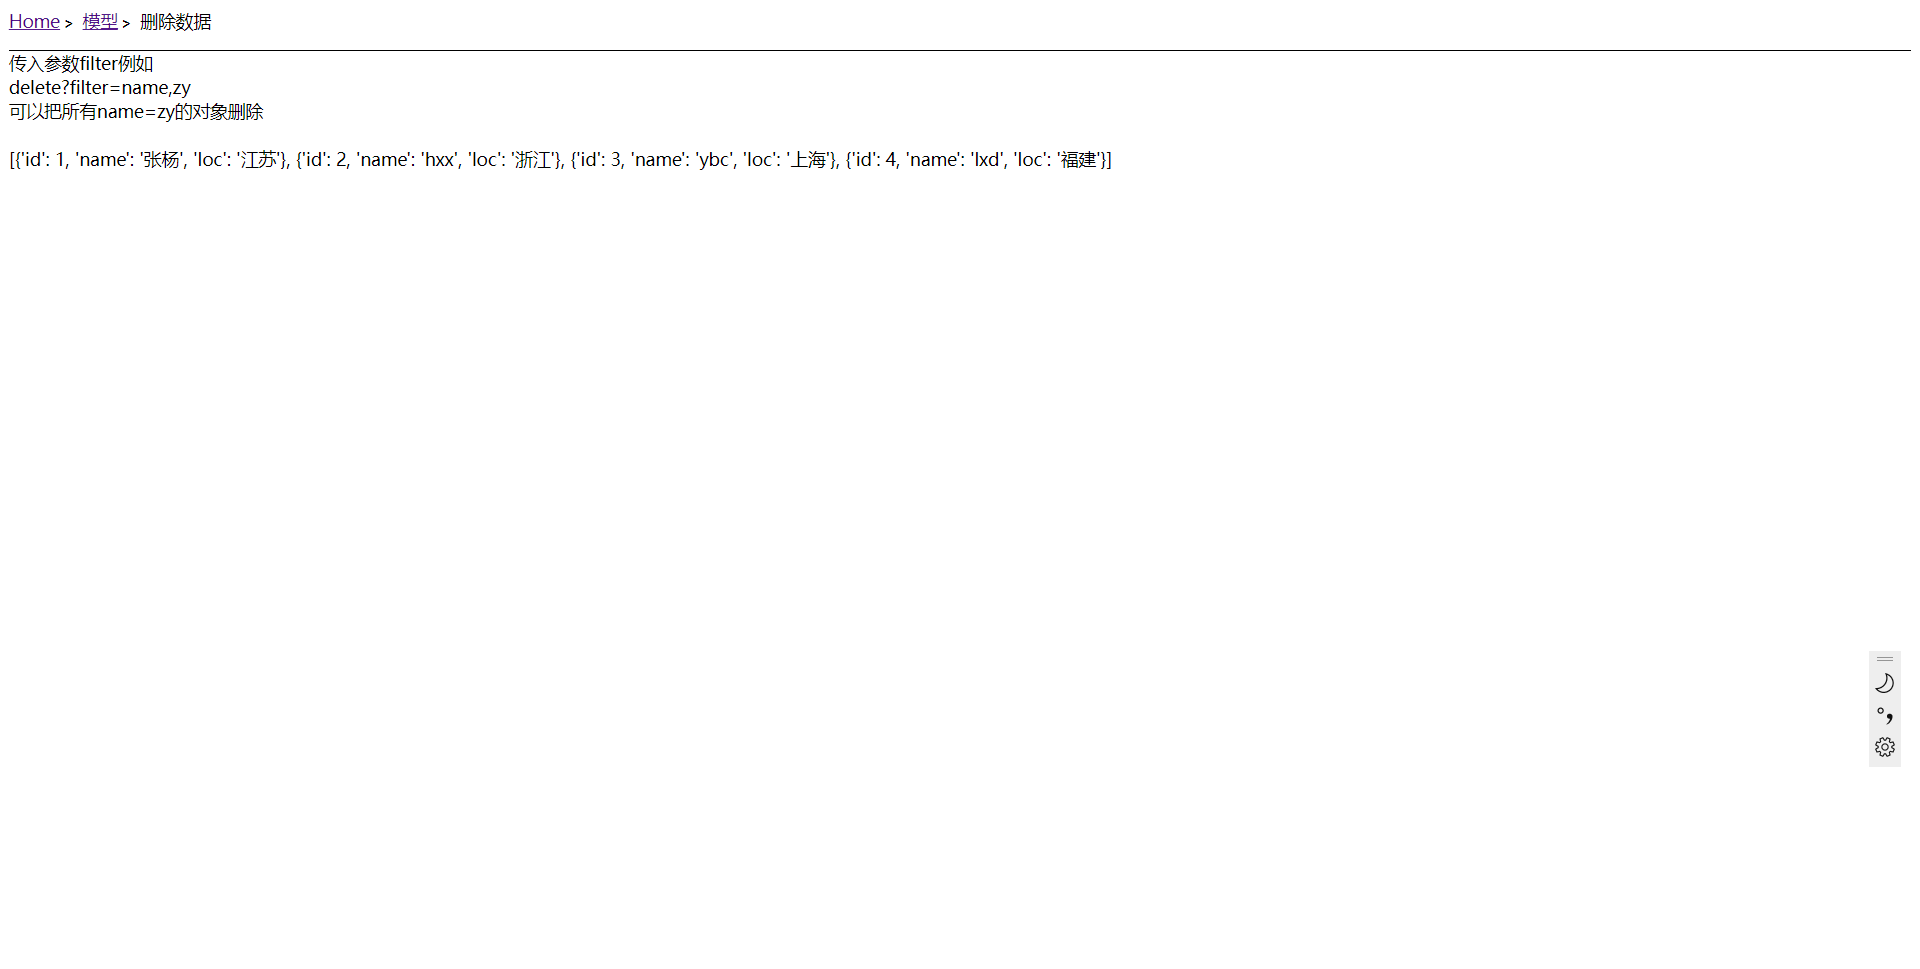 Home > 模型 > 删除数据
传入参数filter例如
delete?filter=name,zy
可以把所有name=zy的对象删除
[{'id': 1, 'name': '张杨', 'loc': '江苏'}, {'id': 2, 'name': 'hxx', 'loc': '浙江'}, {'id': 3, 'name': 'ybc', 'loc': '上海'}, {'id': 4, 'name': 'lxd', 'loc': '福建'}]